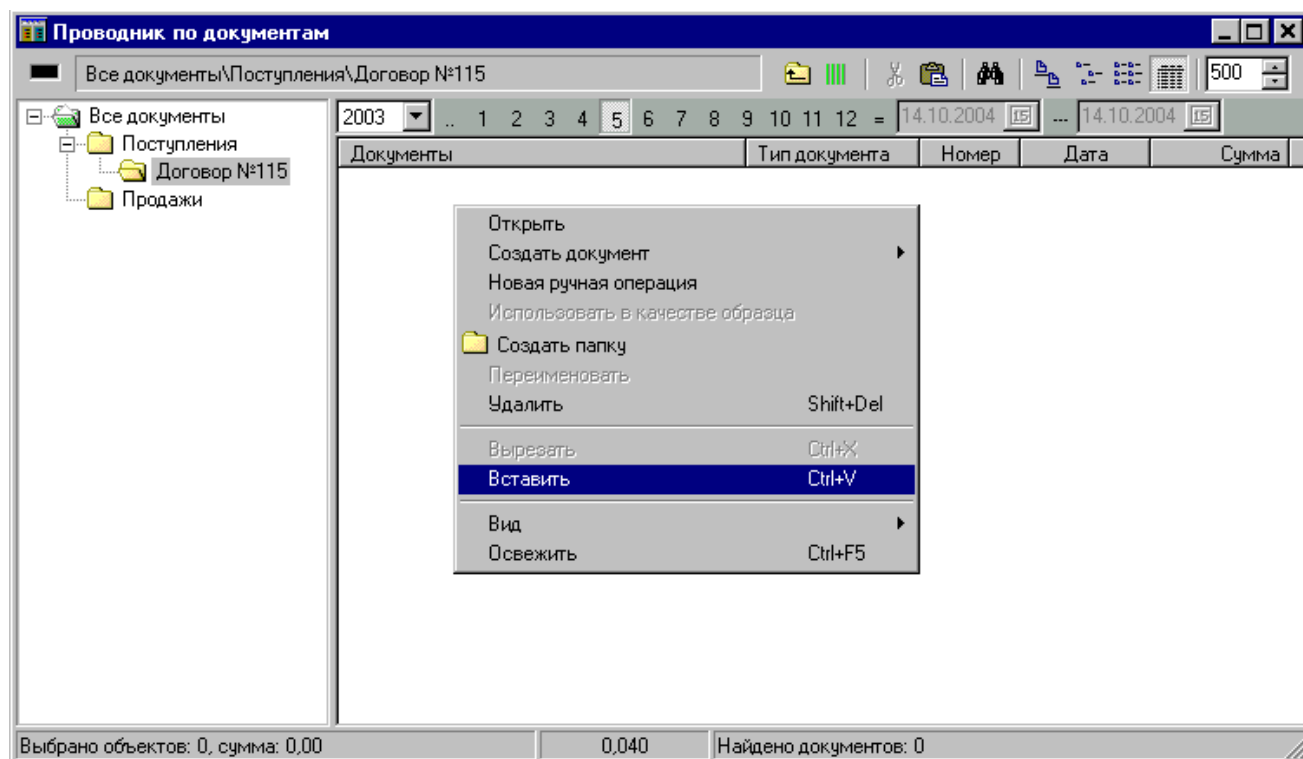 Проводник по документам
Все документы\Поступления\Договор №115
500
Все документы
Поступления
Договор №115
Продажи
2003 .. 1 2 3 4 5 6 7 8 9 10 11 12 = 14.10.2004 15 ... 14.10.2004 15
Документы Тип документа Номер Дата Сумма
Открыть
Создать документ
Новая ручная операция
Использовать в качестве образца
Создать папку
Переименовать
Удалить Shift+Del
Вырезать Ctrl+X
Вставить Ctrl+V
Вид
Освежить Ctrl+F5
Выбрано объектов: 0, сумма: 0,00 0,040 Найдено документов: 0